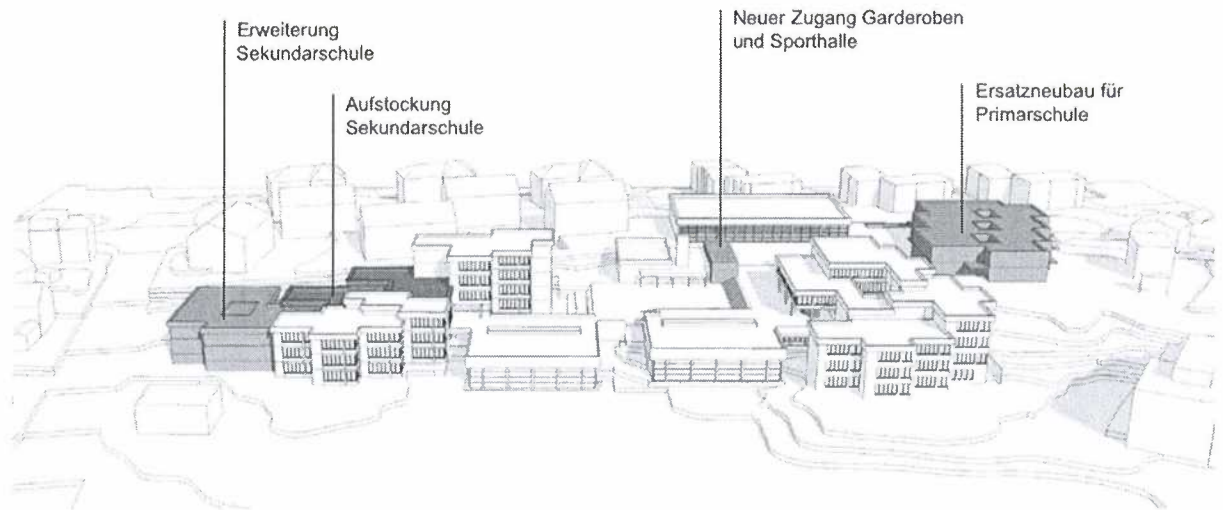 Erweiterung
Sekundarschule
Aufstockung
Sekundarschule
Neuer Zugang Garderoben
und Sporthalle
Ersatzneubau für
Primarschule